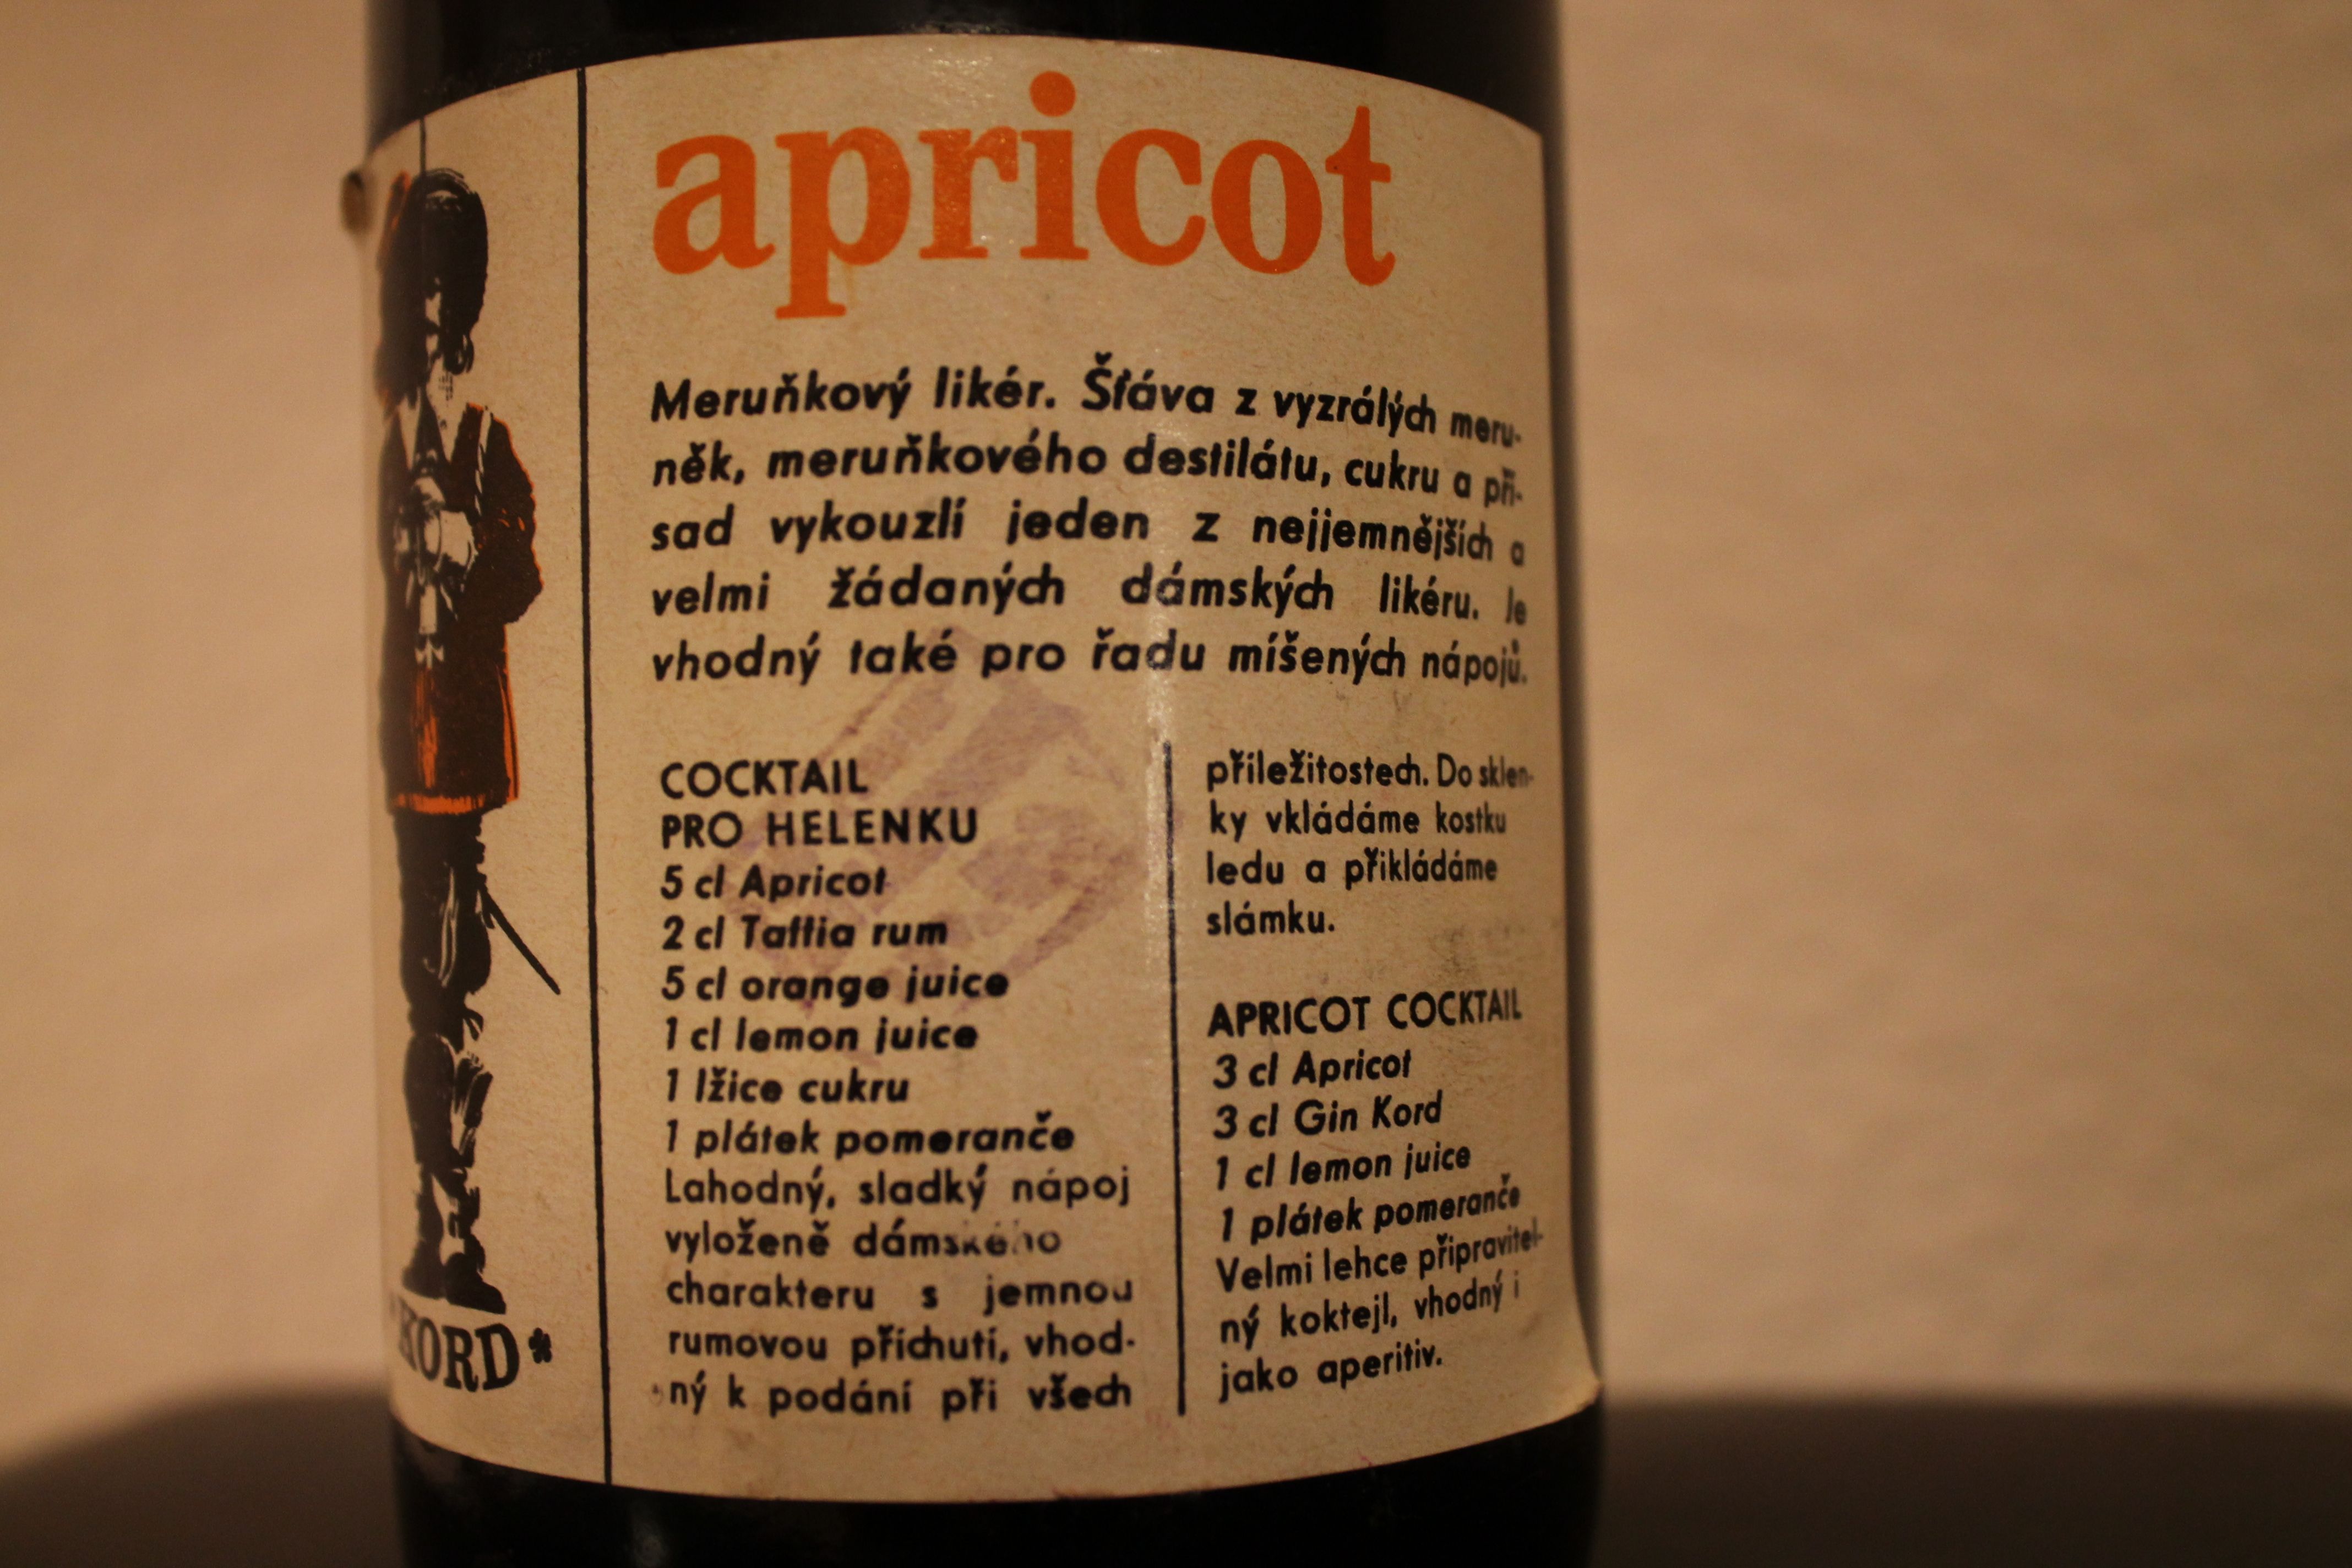 apricot
Meruňkový likér. Šťáva z vyzrálých meru-
něk, meruňkového destilátu, cukru a pří-
sad vykouzlí jeden z nejjemnějších a
velmi žádaných dámských likéru. Je
vhodný také pro řadu míšených nápojů.
COCKTAIL
PRO HELENKU
5 cl Apricot
2 cl Taffia rum
5 cl orange juice
1 cl lemon juice
1 lžice cukru
1 plátek pomeranče
Lahodný, sladký nápoj
vyloženě dámského
charakteru s jemnou
rumovou příchutí, vhod-
ný k podání při všech
příležitostech. Do sklen-
ky vkládáme kostku
ledu a přikládáme
slámku.
APRICOT COCKTAIL
3 cl Apricot
3 cl Gin Kord
1 cl lemon juice
1 plátek pomeranče
Velmi lehce připravitel-
ný koktejl, vhodný i
jako aperitiv.
KORD*